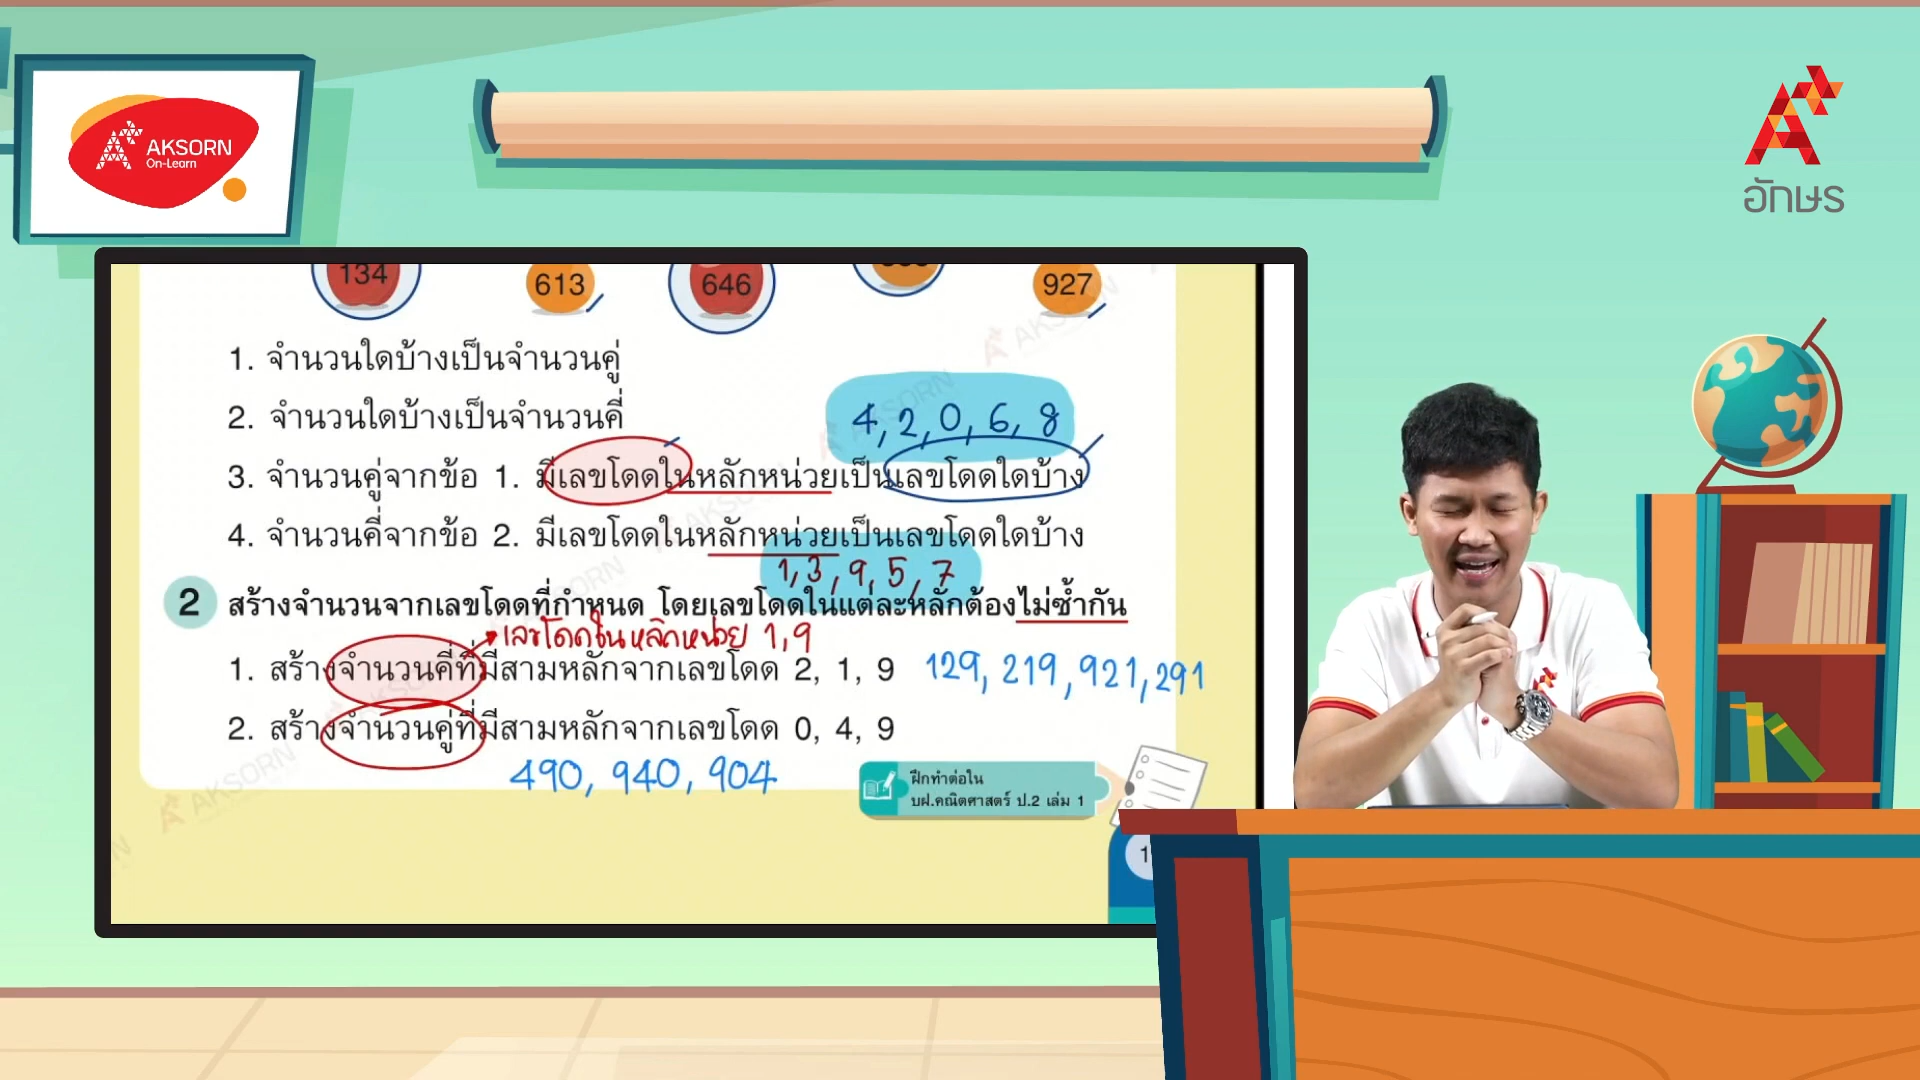 AKSORN
On-Learn
อักษร
134
613
646
927
1. จำนวนใดบ้างเป็นจำนวนคู่
2. จำนวนใดบ้างเป็นจำนวนคี่
4, 2, 0, 6, 8
3. จำนวนคู่จากข้อ 1. มีเลขโดดในหลักหน่วยเป็นเลขโดดใดบ้าง
4. จำนวนคี่จากข้อ 2. มีเลขโดดในหลักหน่วยเป็นเลขโดดใดบ้าง
1, 3, 9, 5, 7
2 สร้างจำนวนจากเลขโดดที่กำหนด โดยเลขโดดในแต่ละหลักต้องไม่ซ้ำกัน
เลขโดดในหลักหน่วย 1, 9
1. สร้างจำนวนคี่ที่มีสามหลักจากเลขโดด 2, 1, 9 129, 219, 921, 291
2. สร้างจำนวนคู่ที่มีสามหลักจากเลขโดด 0, 4, 9
490, 940, 904
ฝึกทำต่อใน
บฝ.คณิตศาสตร์ ป.2 เล่ม 1